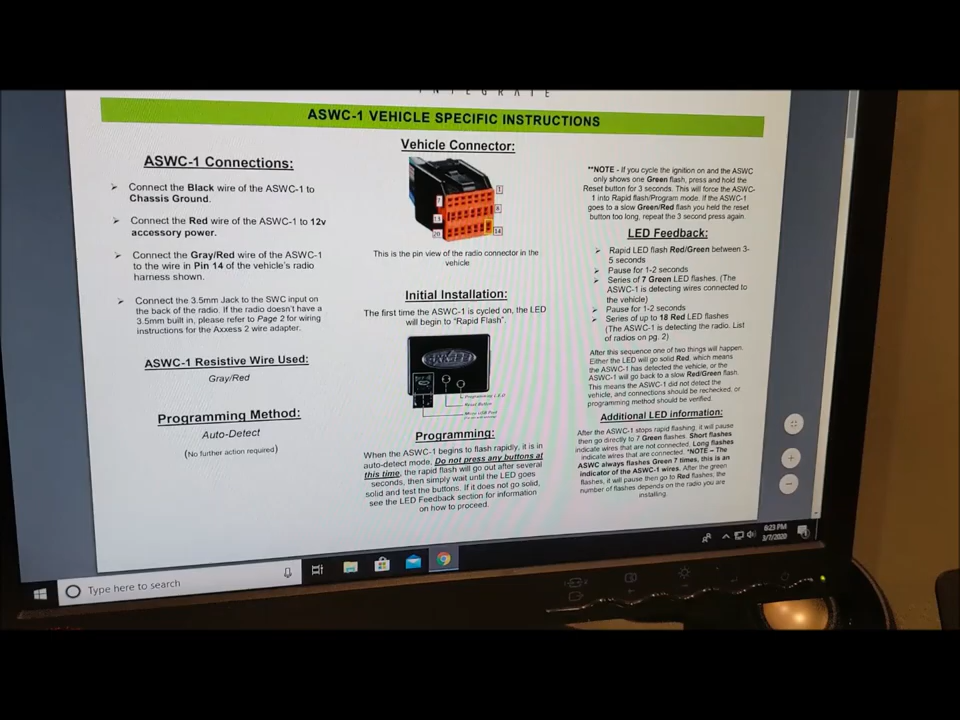 INTEGRATE
ASWC-1 VEHICLE SPECIFIC INSTRUCTIONS
ASWC-1 Connections:
➢ Connect the Black wire of the ASWC-1 to
Chassis Ground.
➢ Connect the Red wire of the ASWC-1 to 12v
accessory power.
➢ Connect the Gray/Red wire of the ASWC-1
to the wire in Pin 14 of the vehicle's radio
harness shown.
➢ Connect the 3.5mm Jack to the SWC input on
the back of the radio. If the radio doesn't have a
3.5mm built in, please refer to Page 2 for wiring
instructions for the Axxess 2 wire adapter.
ASWC-1 Resistive Wire Used:
Gray/Red
Programming Method:
Auto-Detect
(No further action required)
Vehicle Connector:
1
7
8
13
14
20
This is the pin view of the radio connector in the
vehicle.
Initial Installation:
The first time the ASWC-1 is cycled on, the LED
will begin to "Rapid Flash".
AXXESS
Programming L.E.D
Reset Button
Micro USB Port
Programming:
When the ASWC-1 begins to flash rapidly, it is in
auto-detect mode. Do not press any buttons at
this time, the rapid flash will go out after several
seconds, then simply wait until the LED goes
solid and test the buttons. If it does not go solid,
see the LED Feedback section for information
on how to proceed.
**NOTE - If you cycle the ignition on and the ASWC
only shows one Green flash, press and hold the
Reset button for 3 seconds. This will force the ASWC-
1 into Rapid flash/Program mode. If the ASWC-1
goes to a slow Green/Red flash you held the reset
button too long, repeat the 3 second press again.
LED Feedback:
➢ Rapid LED flash Red/Green between 3-
5 seconds
➢ Pause for 1-2 seconds
➢ Series of 7 Green LED flashes. (The
ASWC-1 is detecting wires connected to
the vehicle)
➢ Pause for 1-2 seconds
➢ Series of up to 18 Red LED flashes
(The ASWC-1 is detecting the radio. List
of radios on pg. 2)
After this sequence one of two things will happen.
Either the LED will go solid Red, which means
the ASWC-1 has detected the vehicle, or the
ASWC-1 will go back to a slow Red/Green flash.
This means the ASWC-1 did not detect the
vehicle, and connections should be rechecked, or
programming method should be verified.
Additional LED information:
After the ASWC-1 stops rapid flashing, it will pause
then go directly to 7 Green flashes. Short flashes
indicate wires that are not connected. Long flashes
indicate wires that are connected. *NOTE – The
ASWC always flashes Green 7 times, this is an
indicator of the ASWC-1 wires. After the green
flashes, it will pause then go to Red flashes, the
number of flashes depends on the radio you are
installing.
6:23 PM
3/7/2020
Type here to search